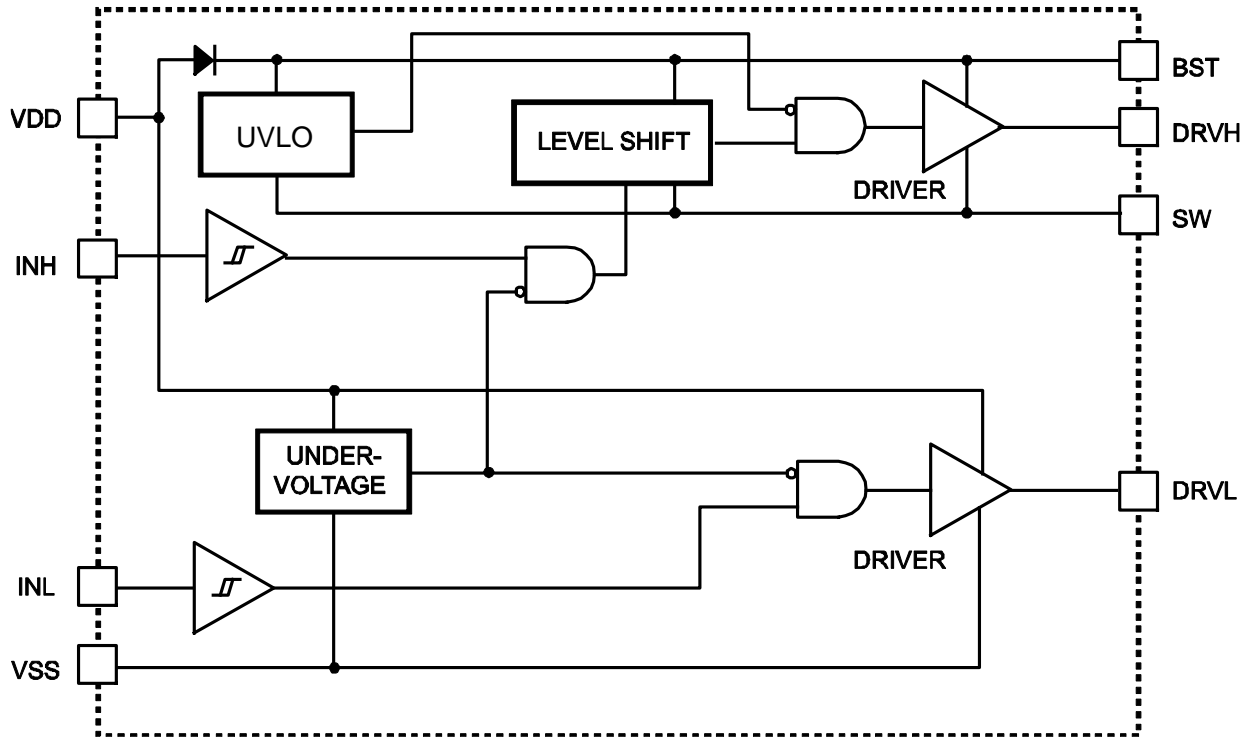 BST
VDD
UVLO
LEVEL SHIFT
DRVH
DRIVER
SW
INH
UNDER-
VOLTAGE
DRVL
DRIVER
INL
VSS